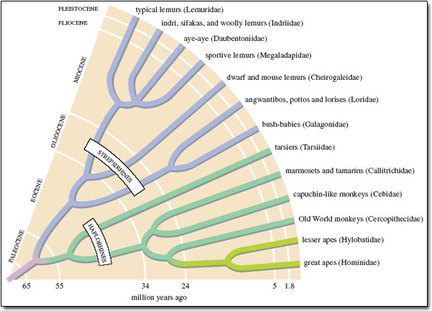 PLEISTOCENE
typical lemurs (Lemuridae)
PLIOCENE
indri, sifakas, and woolly lemurs (Indriidae)
aye-aye (Daubentoniidae)
sportive lemurs (Megaladapidae)
MIOCENE
dwarf and mouse lemurs (Cheirogaleidae)
angwantibos, pottos and lorises (Loridae)
OLIGOCENE
bush-babies (Galagonidae)
STREPSIRHINES
tarsiers (Tarsiidae)
EOCENE
marmosets and tamarins (Callitrichidae)
capuchin-like monkeys (Cebidae)
HAPLORHINES
Old World monkeys (Cercopithecidae)
PALEOCENE
lesser apes (Hylobatidae)
great apes (Hominidae)
65 55 34 24 5 1.8
million years ago